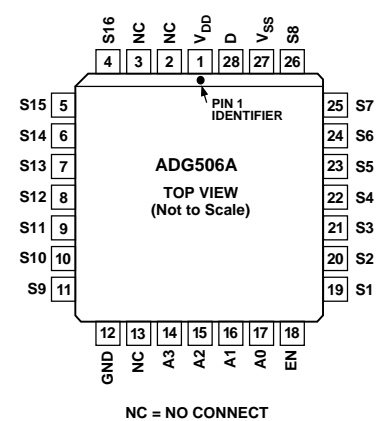 S16 NC NC VDD D VSS S8
4 3 2 1 28 27 26
PIN 1
IDENTIFIER
S15 5
S14 6
S13 7
S12 8
S11 9
S10 10
S9 11
ADG506A
TOP VIEW
(Not to Scale)
25 S7
24 S6
23 S5
22 S4
21 S3
20 S2
19 S1
12 13 14 15 16 17 18
GND NC A3 A2 A1 A0 EN
NC = NO CONNECT